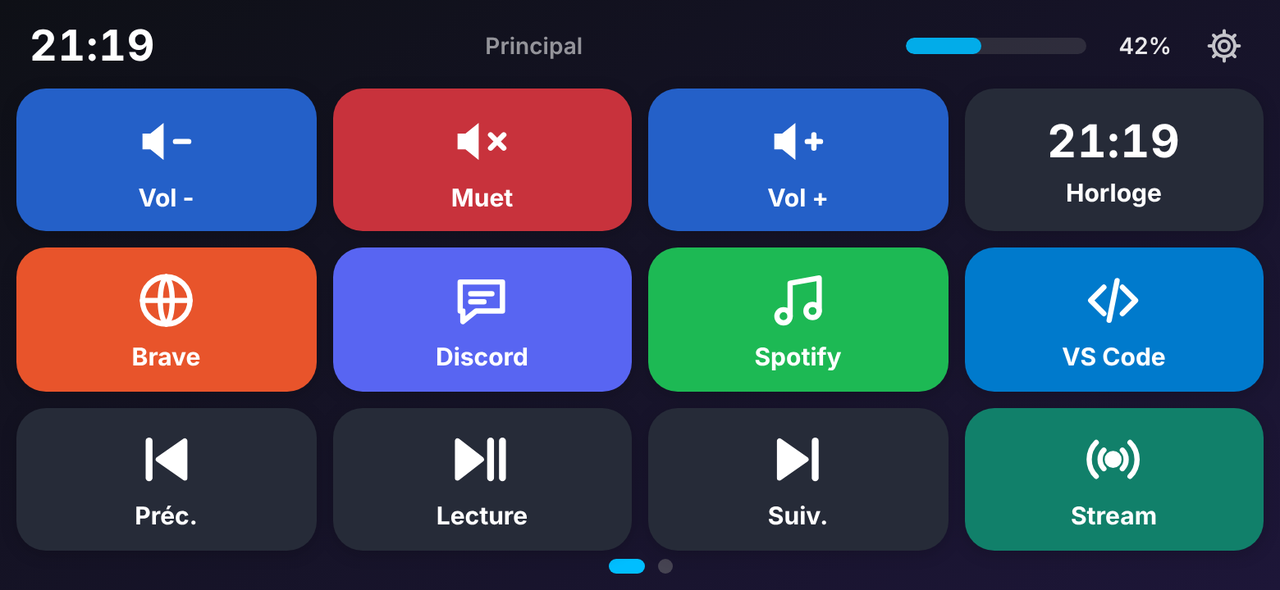 21:19
Principal
42%
Vol -
Muet
Vol +
21:19
Horloge
Brave
Discord
Spotify
VS Code
Préc.
Lecture
Suiv.
Stream